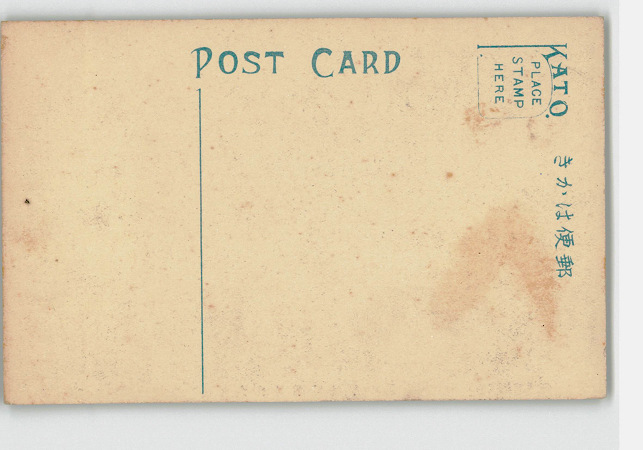 POST CARD
KATO.
PLACE
STAMP
HERE
きかは便郵